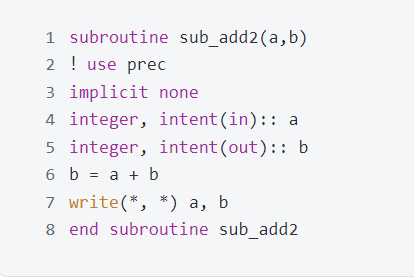 1 subroutine sub_add2(a,b)
2 ! use prec
3 implicit none
4 integer, intent(in):: a
5 integer, intent(out):: b
6 b = a + b
7 write(*, *) a, b
8 end subroutine sub_add2